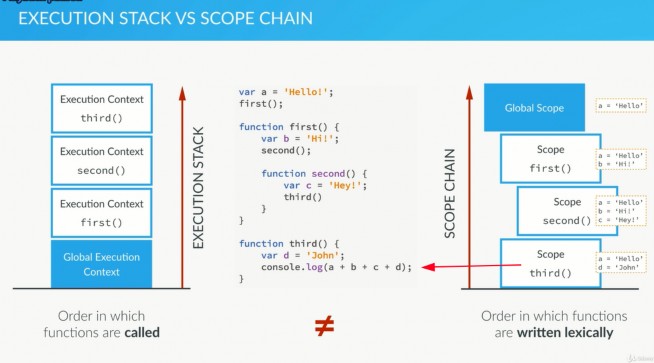 EXECUTION STACK VS SCOPE CHAIN
Execution Context
third()
Execution Context
second()
Execution Context
first()
Global Execution
Context
EXECUTION STACK
Order in which
functions are called
var a = 'Hello!';
first();
function first() {
var b = 'Hi!';
second();
function second() {
var c = 'Hey!';
third()
}
}
function third() {
var d = 'John';
console.log(a + b + c + d);
}
≠
SCOPE CHAIN
Global Scope
a = 'Hello'
Scope
first()
a = 'Hello'
b = 'Hi!'
Scope
second()
a = 'Hello'
b = 'Hi!'
c = 'Hey!'
Scope
third()
a = 'Hello'
d = 'John'
Order in which functions
are written lexically